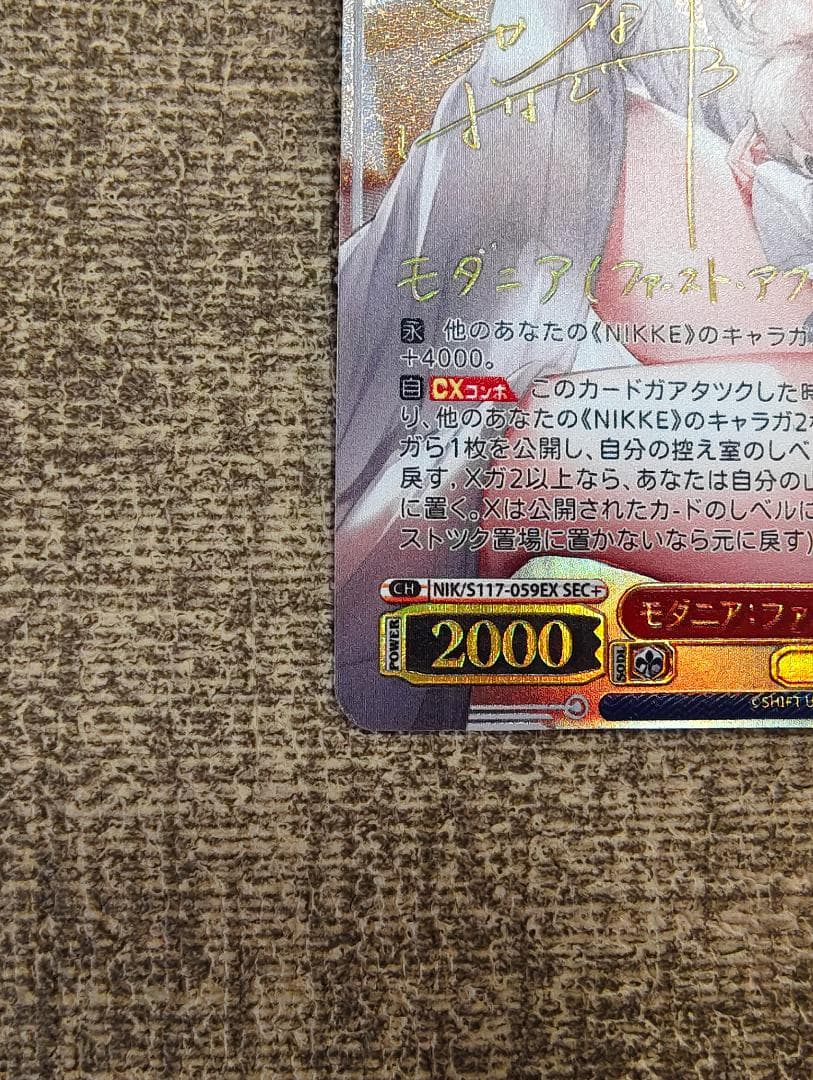 モダニア(ファースト・アフ
永 他のあなたの《NIKKE》のキャラガ
+4000。
自 CXコンボ このカードガアタツクした時
り、他のあなたの《NIKKE》のキャラガ2
ガら1枚を公開し、自分の控え室のレベ
戻す。Xガ2以上なら、あなたは自分の山
に置く。Xは公開されたカードのレベルに
ストツク置場に置かないなら元に戻す)
CH NIK/S117-059EX SEC+
POWER 2000 SOUL モダニア:ファ
©SHIFT U